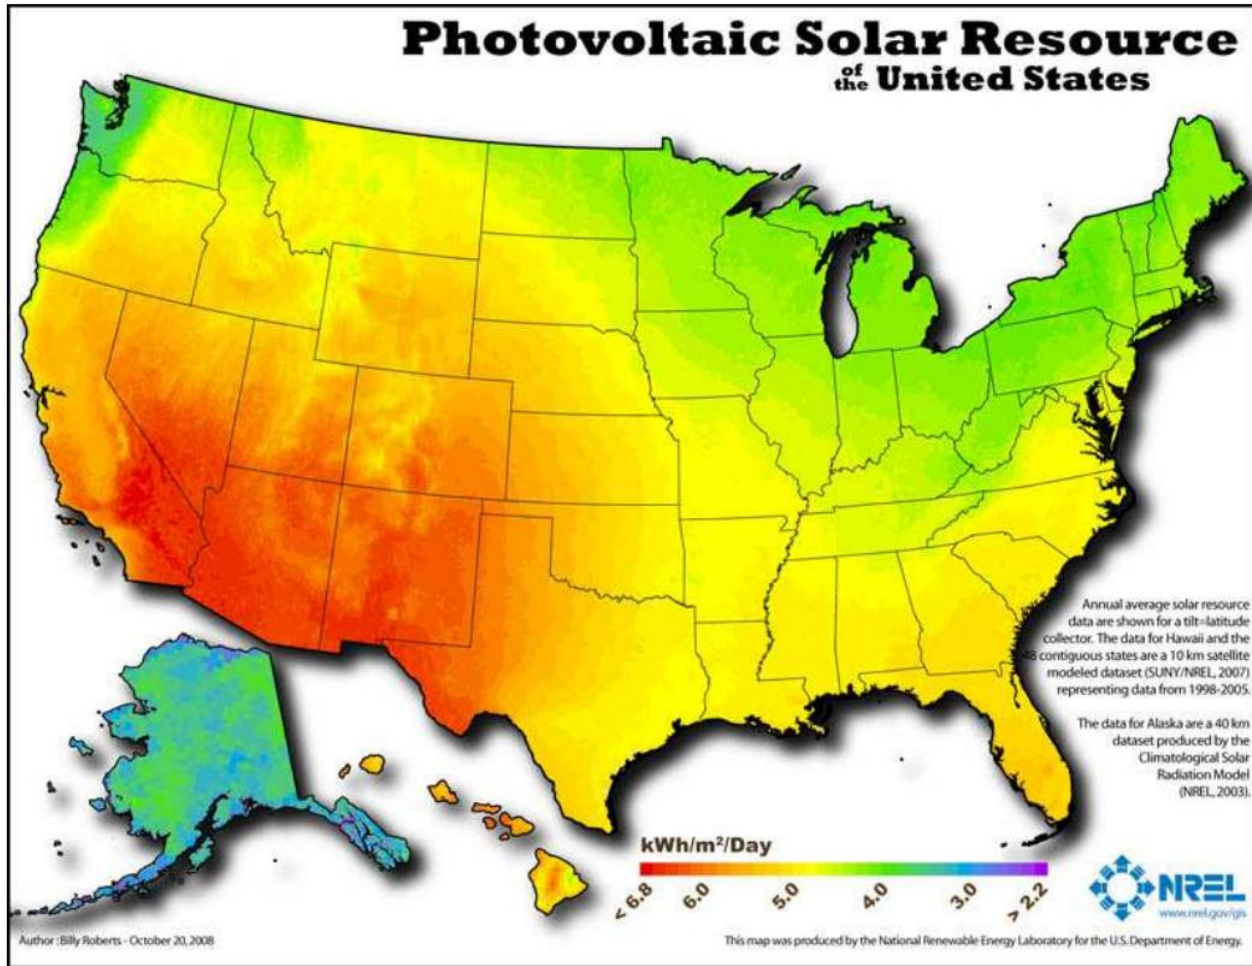 Photovoltaic Solar Resource
of the United States
Annual average solar resource
data are shown for a tilt=latitude
collector. The data for Hawaii and the
48 contiguous states are a 10 km satellite
modeled dataset (SUNY/NREL, 2007)
representing data from 1998-2005.
The data for Alaska are a 40 km
dataset produced by the
Climatological Solar
Radiation Model
(NREL, 2003).
kWh/m²/Day
< 6.8 6.0 5.0 4.0 3.0 > 2.2
NREL
www.nrel.gov/gis
Author : Billy Roberts - October 20, 2008
This map was produced by the National Renewable Energy Laboratory for the U.S. Department of Energy.